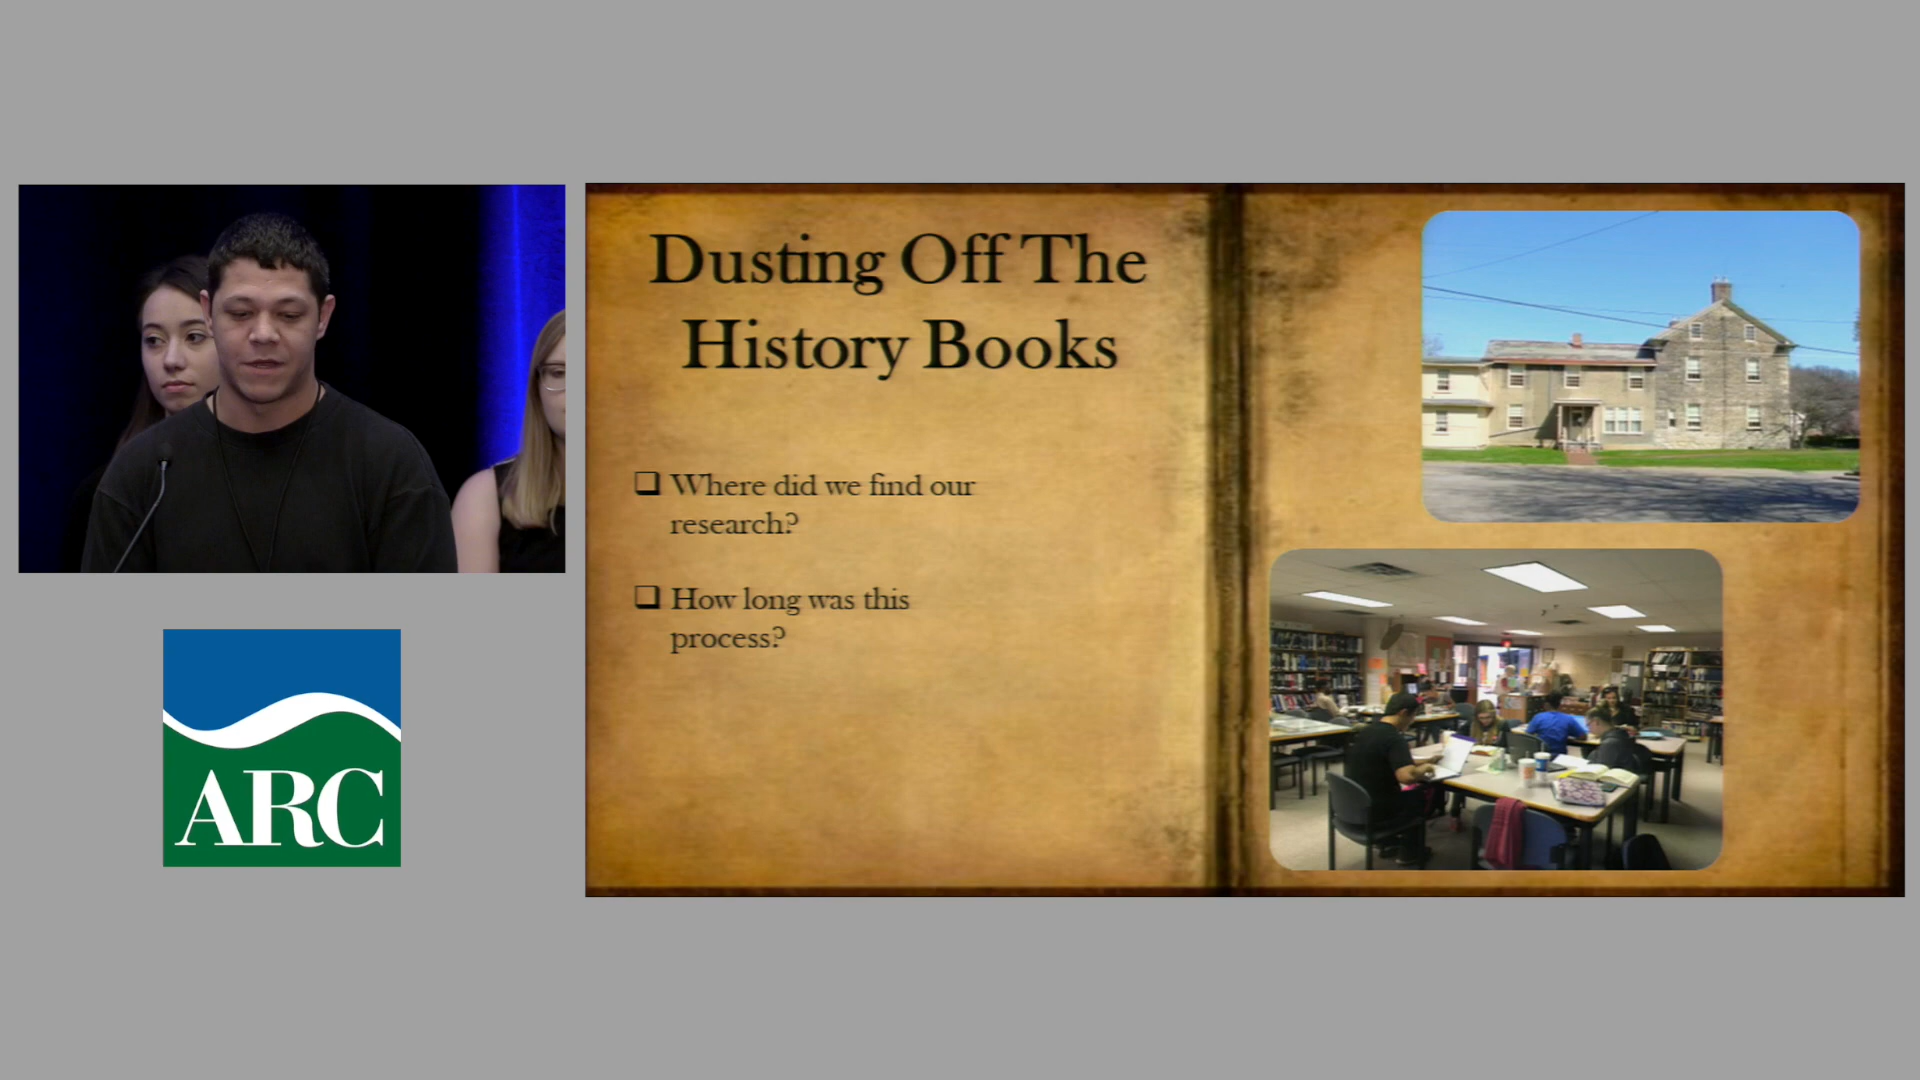 Dusting Off The
History Books
❑ Where did we find our
research?
❑ How long was this
process?
ARC